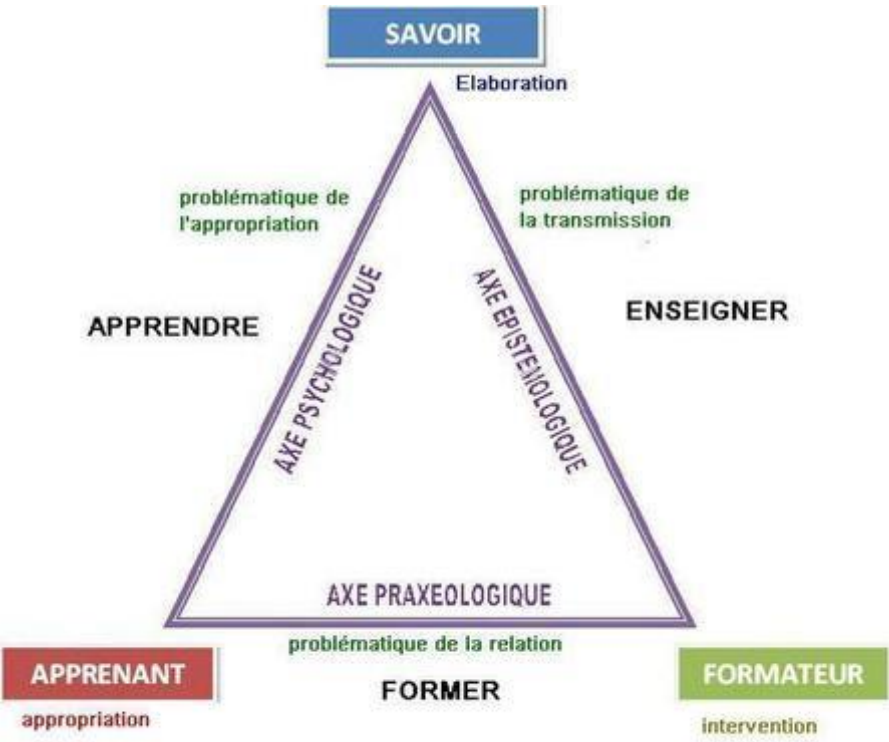 SAVOIR
Elaboration
problématique de
l'appropriation
problématique de
la transmission
APPRENDRE
AXE PSYCHOLOGIQUE
AXE EPISTEMOLOGIQUE
ENSEIGNER
AXE PRAXEOLOGIQUE
problématique de la relation
APPRENANT
FORMER
FORMATEUR
appropriation
intervention